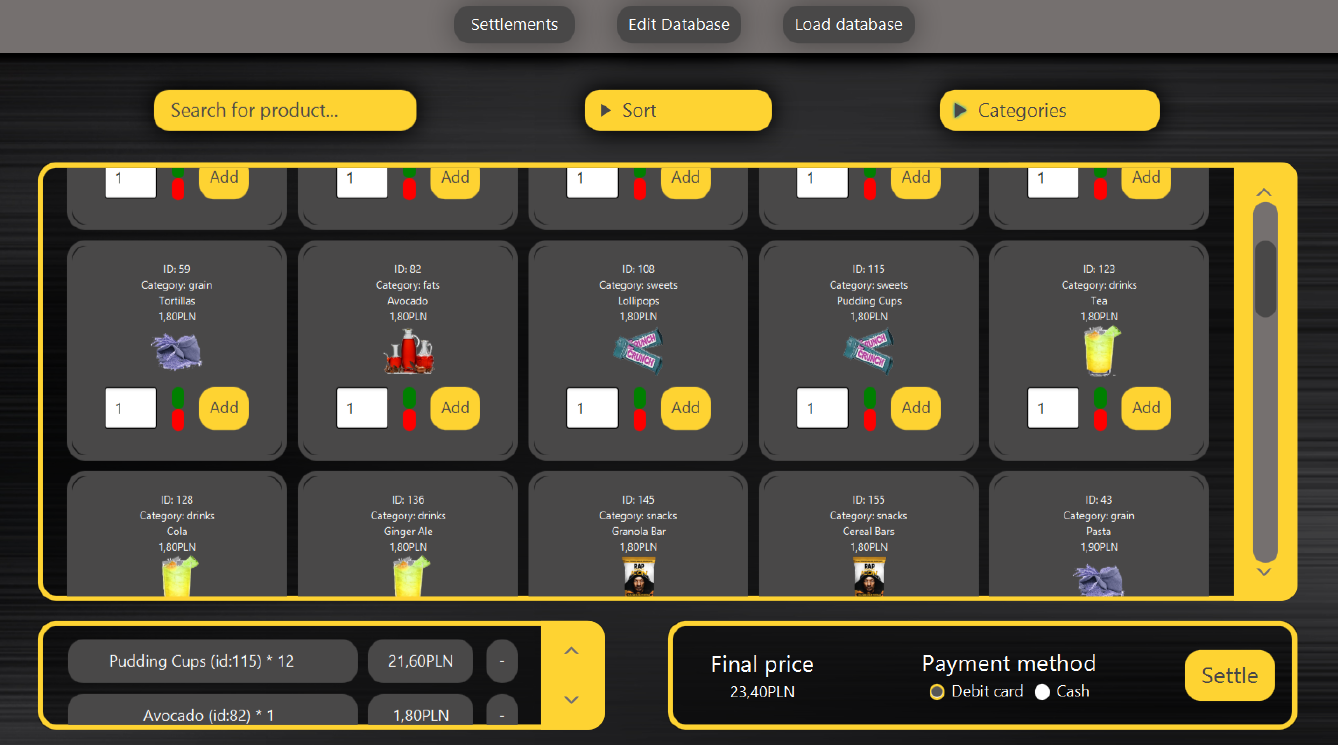 Settlements Edit Database Load database
Search for product... Sort Categories
1 Add 1 Add 1 Add 1 Add 1 Add
ID: 59
Category: grain
Tortillas
1,80PLN
1 Add
ID: 82
Category: fats
Avocado
1,80PLN
1 Add
ID: 108
Category: sweets
Lollipops
1,80PLN
CRUNCH
CRUNCH
1 Add
ID: 115
Category: sweets
Pudding Cups
1,80PLN
CRUNCH
CRUNCH
1 Add
ID: 123
Category: drinks
Tea
1,80PLN
1 Add
ID: 128
Category: drinks
Cola
1,80PLN
ID: 136
Category: drinks
Ginger Ale
1,80PLN
ID: 145
Category: snacks
Granola Bar
1,80PLN
RAP
ID: 155
Category: snacks
Cereal Bars
1,80PLN
RAP
ID: 43
Category: grain
Pasta
1,90PLN
Pudding Cups (id:115) * 12 21,60PLN -
Avocado (id:82) * 1 1,80PLN -
Final price
23,40PLN
Payment method
Debit card Cash
Settle